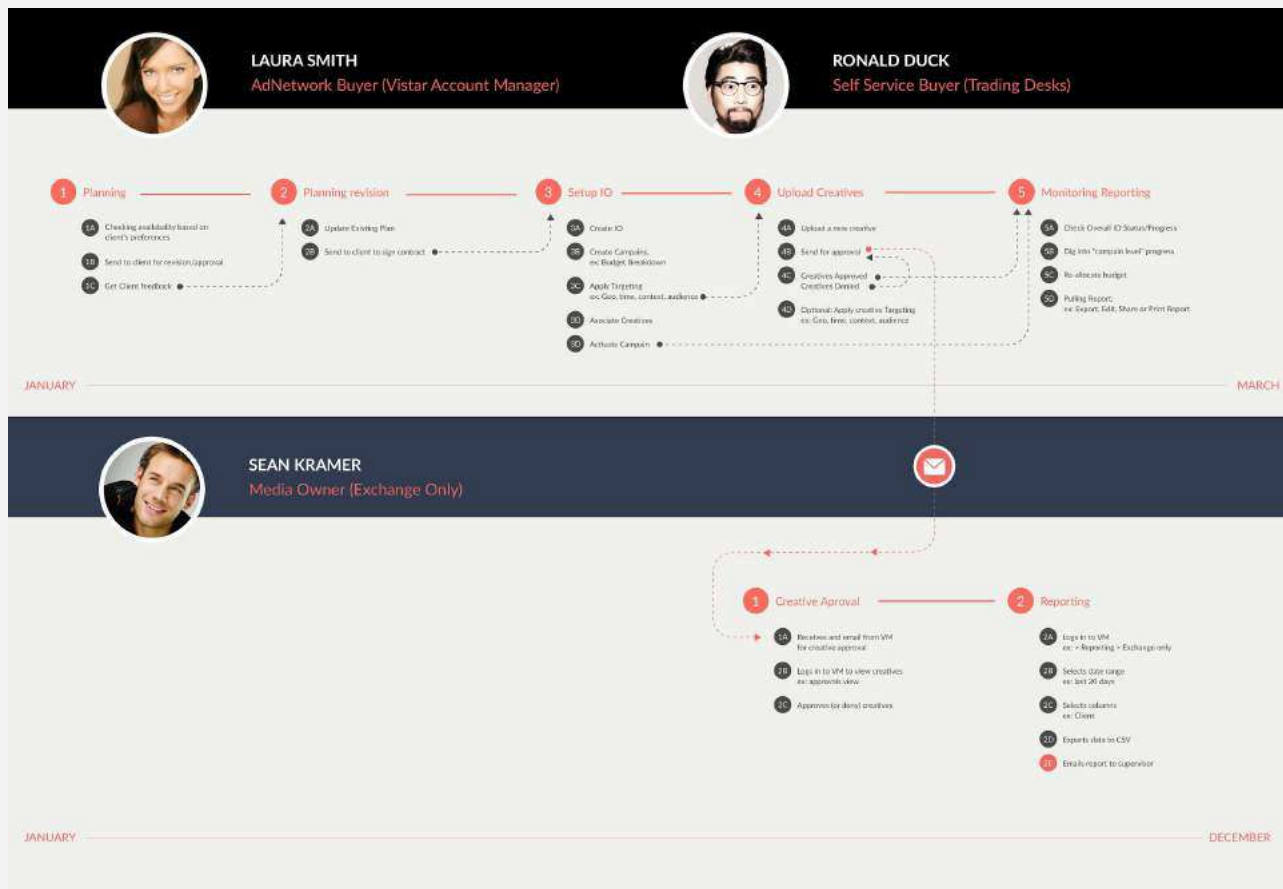 LAURA SMITH
AdNetwork Buyer (Vistar Account Manager)
RONALD DUCK
Self Service Buyer (Trading Desks)
1 Planning
1A Checking availability based on
client's preferences
1B Send to client for revision/approval
1C Get Client feedback
2 Planning revision
2A Update Existing Plan
2B Send to client to sign contract
3 Setup IO
3A Create IO
3B Create Campaigns,
ex: Budget Breakdown
3C Apply Targeting
ex: Geo, time, context, audience
3D Asociate Creatives
3D Activate Campain
4 Upload Creatives
4A Upload a new creative
4B Send for approval
4C Creatives Approved
Creatives Denied
4D Optional: Apply creative Targeting
ex: Geo, time, context, audience
5 Monitoring Reporting
5A Check Overall IO Status/Progress
5B Dig into "campain level" progress
5C Re-allocate budget
5D Pulling Report:
ex: Export, Edit, Share or Print Report
JANUARY
MARCH
SEAN KRAMER
Media Owner (Exchange Only)
1 Creative Aproval
1A Receives and email from VM
for creative approval
2B Logs in to VM to view creatives
ex: approvals view
2C Approves (or deny) creatives
2 Reporting
2A Logs in to VM
ex: > Reporting > Exchange only
2B Selects date range
ex: last 20 days
2C Selects columns
ex: Client
2D Exports data to CSV
2E Emails report to supervisor
JANUARY
DECEMBER